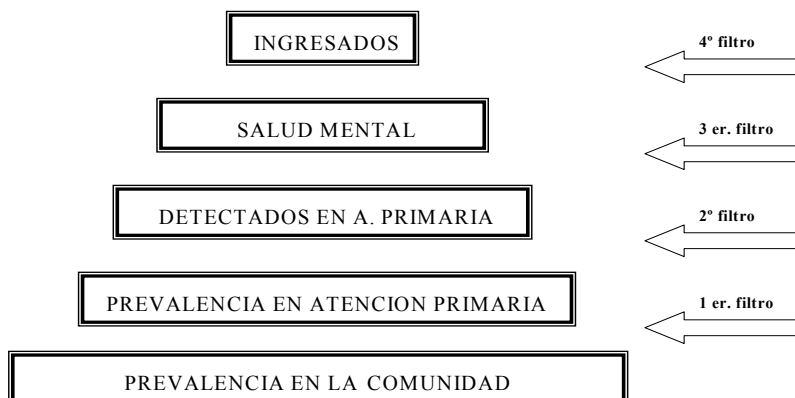 INGRESADOS
4º filtro
SALUD MENTAL
3 er. filtro
DETECTADOS EN A. PRIMARIA
2º filtro
PREVALENCIA EN ATENCION PRIMARIA
1 er. filtro
PREVALENCIA EN LA COMUNIDAD